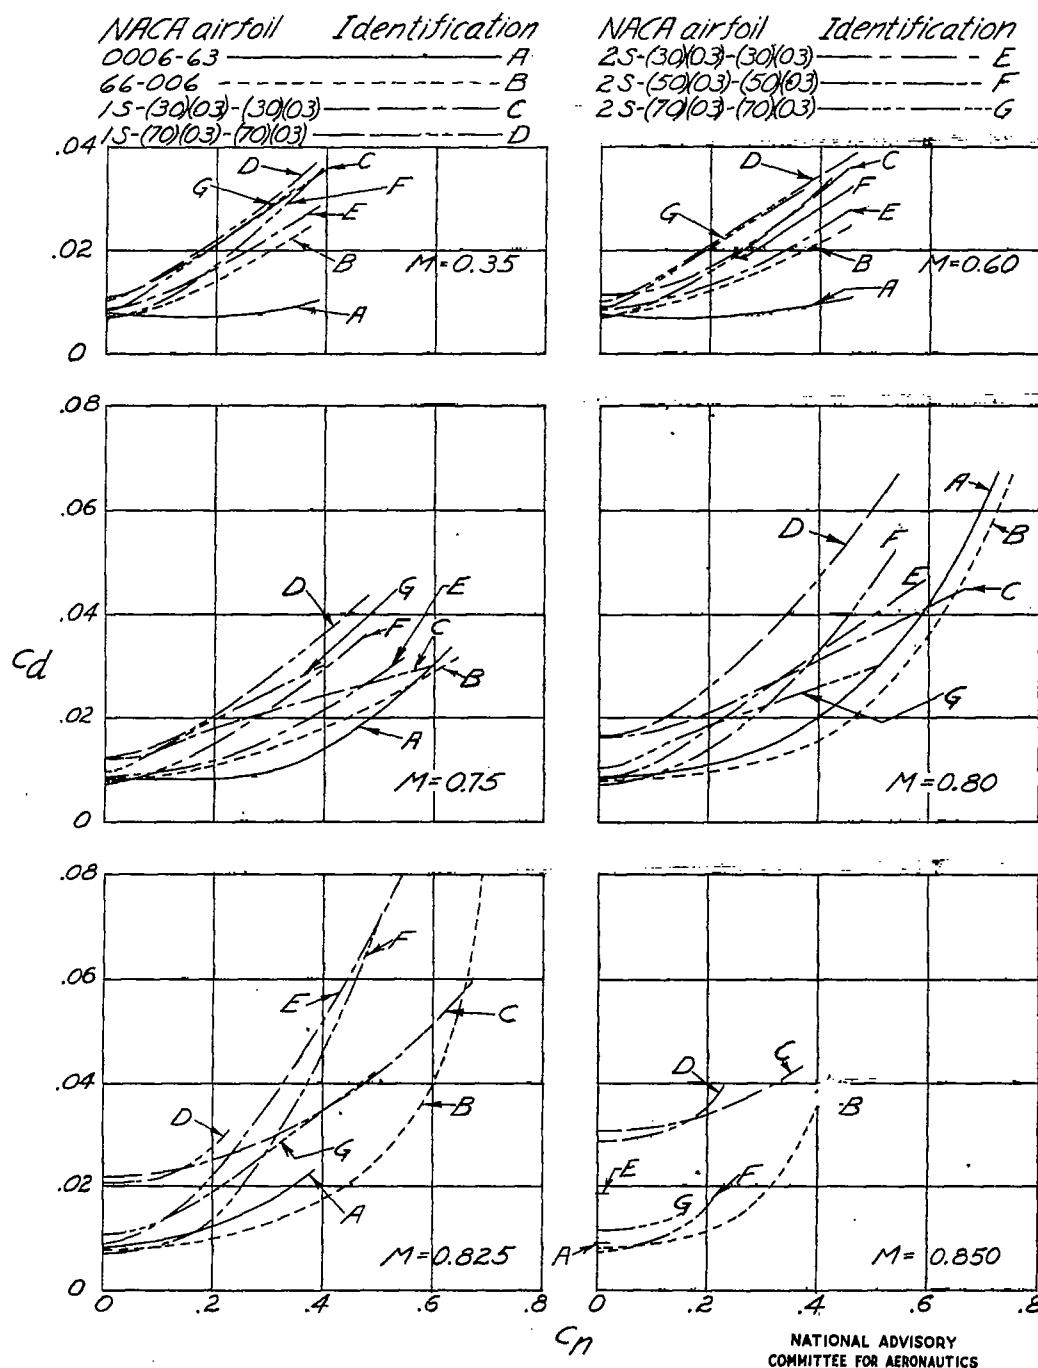 NACA airfoil Identification
0006-63 A
66-006 B
1S-(30)(03)-(30)(03) C
1S-(70)(03)-(70)(03) D
NACA airfoil Identification
2S-(30)(03)-(30)(03) E
2S-(50)(03)-(50)(03) F
2S-(70)(03)-(70)(03) G
.04
.02
0
D
C
G
F
E
B
A
M=0.35
D
C
F
G
E
B
A
M=0.60
.08
.06
.04
.02
0
cd
D
G
E
F
C
B
A
M=0.75
A
D
F
B
E
C
G
M=0.80
.08
.06
.04
.02
0
F
E
C
D
B
G
A
M=0.825
0 .2 .4 .6 .8
C
D
B
E
F
G
A
M=0.850
0 .2 .4 .6 .8
cn
NATIONAL ADVISORY
COMMITTEE FOR AERONAUTICS